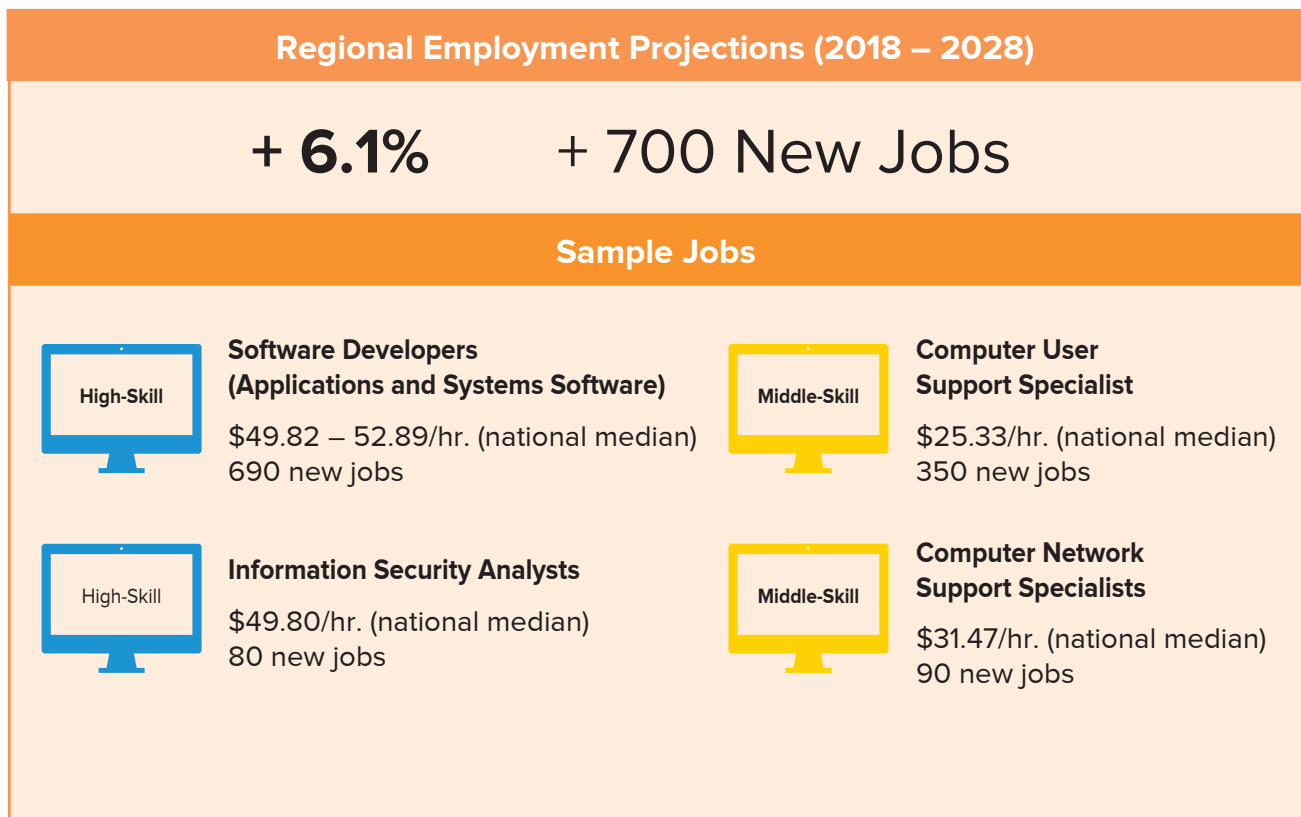 Regional Employment Projections (2018 – 2028)
+ 6.1%
+ 700 New Jobs
Sample Jobs
High-Skill
Software Developers
(Applications and Systems Software)
$49.82 – 52.89/hr. (national median)
690 new jobs
Middle-Skill
Computer User
Support Specialist
$25.33/hr. (national median)
350 new jobs
High-Skill
Information Security Analysts
$49.80/hr. (national median)
80 new jobs
Middle-Skill
Computer Network
Support Specialists
$31.47/hr. (national median)
90 new jobs